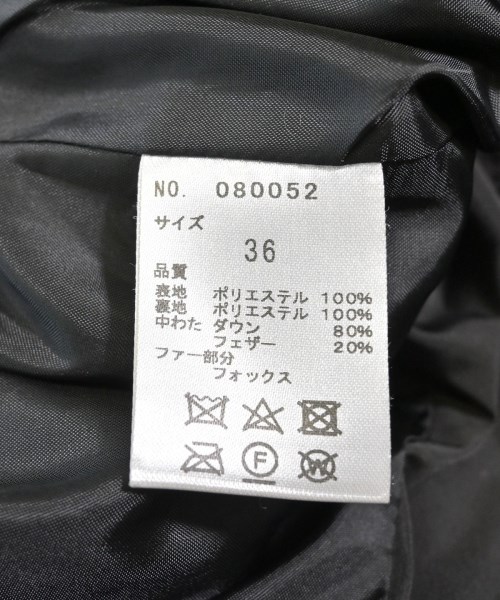 NO. 080052
サイズ
36
品質
表地 ポリエステル 100%
裏地 ポリエステル 100%
中わた ダウン 80%
フェザー 20%
ファー部分
フォックス
F W